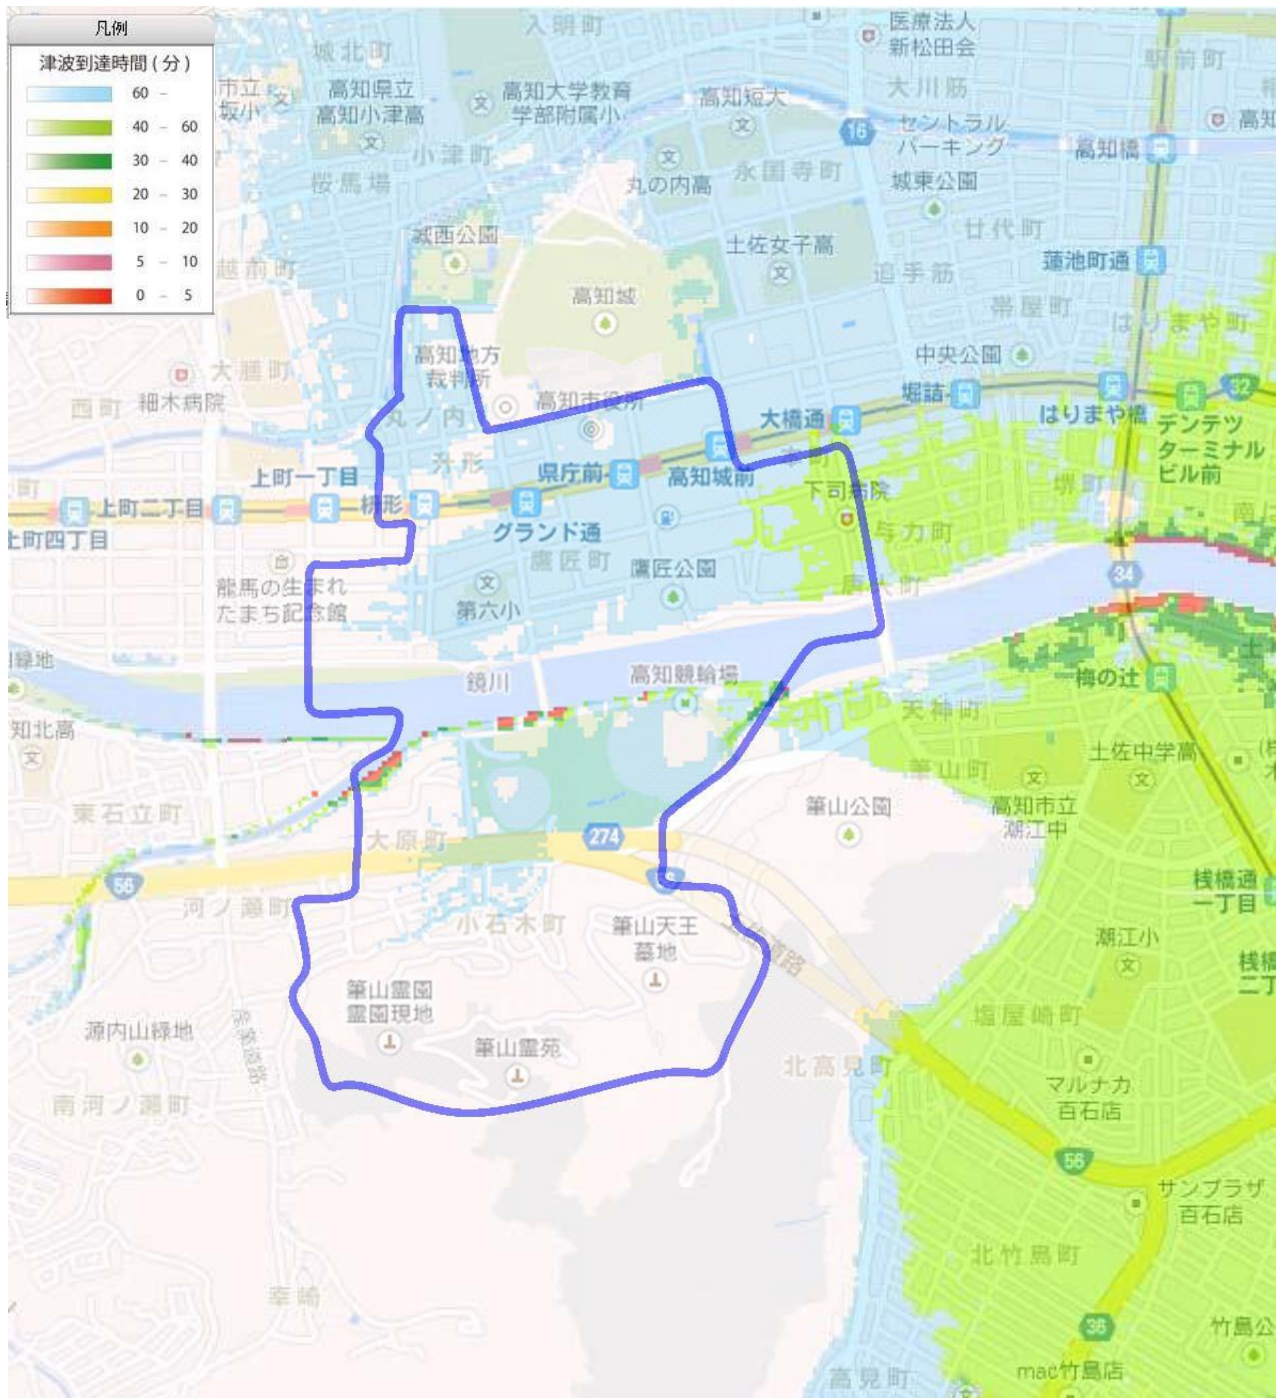 凡例
津波到達時間(分)
60 -
40 - 60
30 - 40
20 - 30
10 - 20
5 - 10
0 - 5
入明町
医療法人
新松田会
城北町
駅前町
高知県立
高知小津高
高知大学教育
学部附属小
高知短大
大川筋
市立
坂小
16
セントラル
パーキング
高知橋
小津町
桜馬場
丸の内高
永国寺町
城東公園
廿代町
城西公園
土佐女子高
蓮池町通
越前町
追手筋
高知城
帯屋町
はりまや町
高知地方
裁判所
中央公園
大膳町
西町
細木病院
高知市役所
堀詰
32
丸ノ内
大橋通
はりまや橋
デンテツ
ターミナル
ビル前
升形
県庁前
本町
上町一丁目
高知城前
下司病院
堺町
上町二丁目
枡形
グランド通
与力町
上町四丁目
鷹匠町
鷹匠公園
唐人町
34
龍馬の生まれ
たまち記念館
第六小
緑地
鏡川
高知競輪場
梅の辻
天神町
知北高
土佐中学高
筆山町
東石立町
筆山公園
高知市立
潮江中
大原町
274
56
桟橋通
一丁目
河ノ瀬町
小石木町
筆山天王
墓地
潮江小
桟橋
二丁
筆山霊園
霊園現地
源内山緑地
塩屋崎町
筆山霊苑
北高見町
マルナカ
百石店
南河ノ瀬町
56
サンプラザ
百石店
北竹島町
幸崎
36
竹島公
mac竹島店
高見町